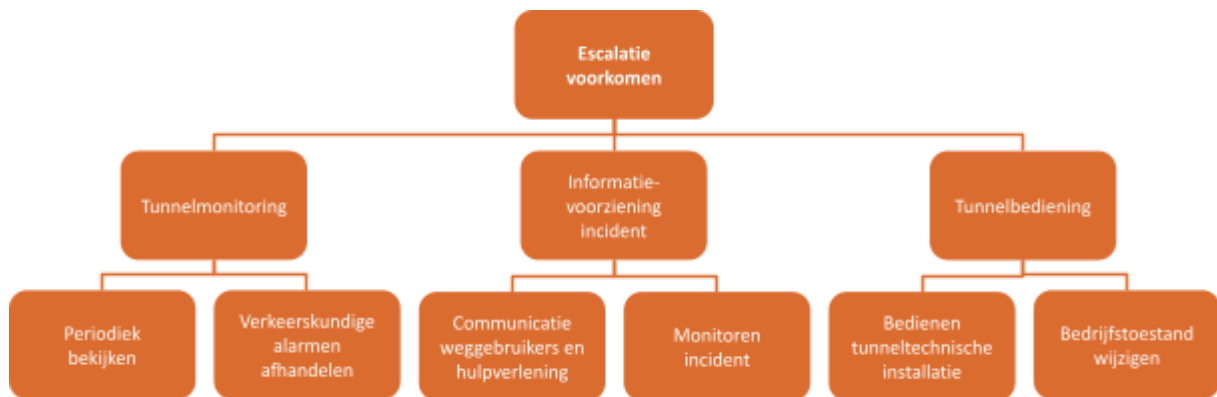 Escalatie
voorkomen
Tunnelmonitoring
Informatie-
voorziening
incident
Tunnelbediening
Periodiek
bekijken
Verkeerskundige
alarmen
afhandelen
Communicatie
weggebruikers en
hulpverlening
Monitoren
incident
Bedienen
tunneltechnische
installatie
Bedrijfstoestand
wijzigen